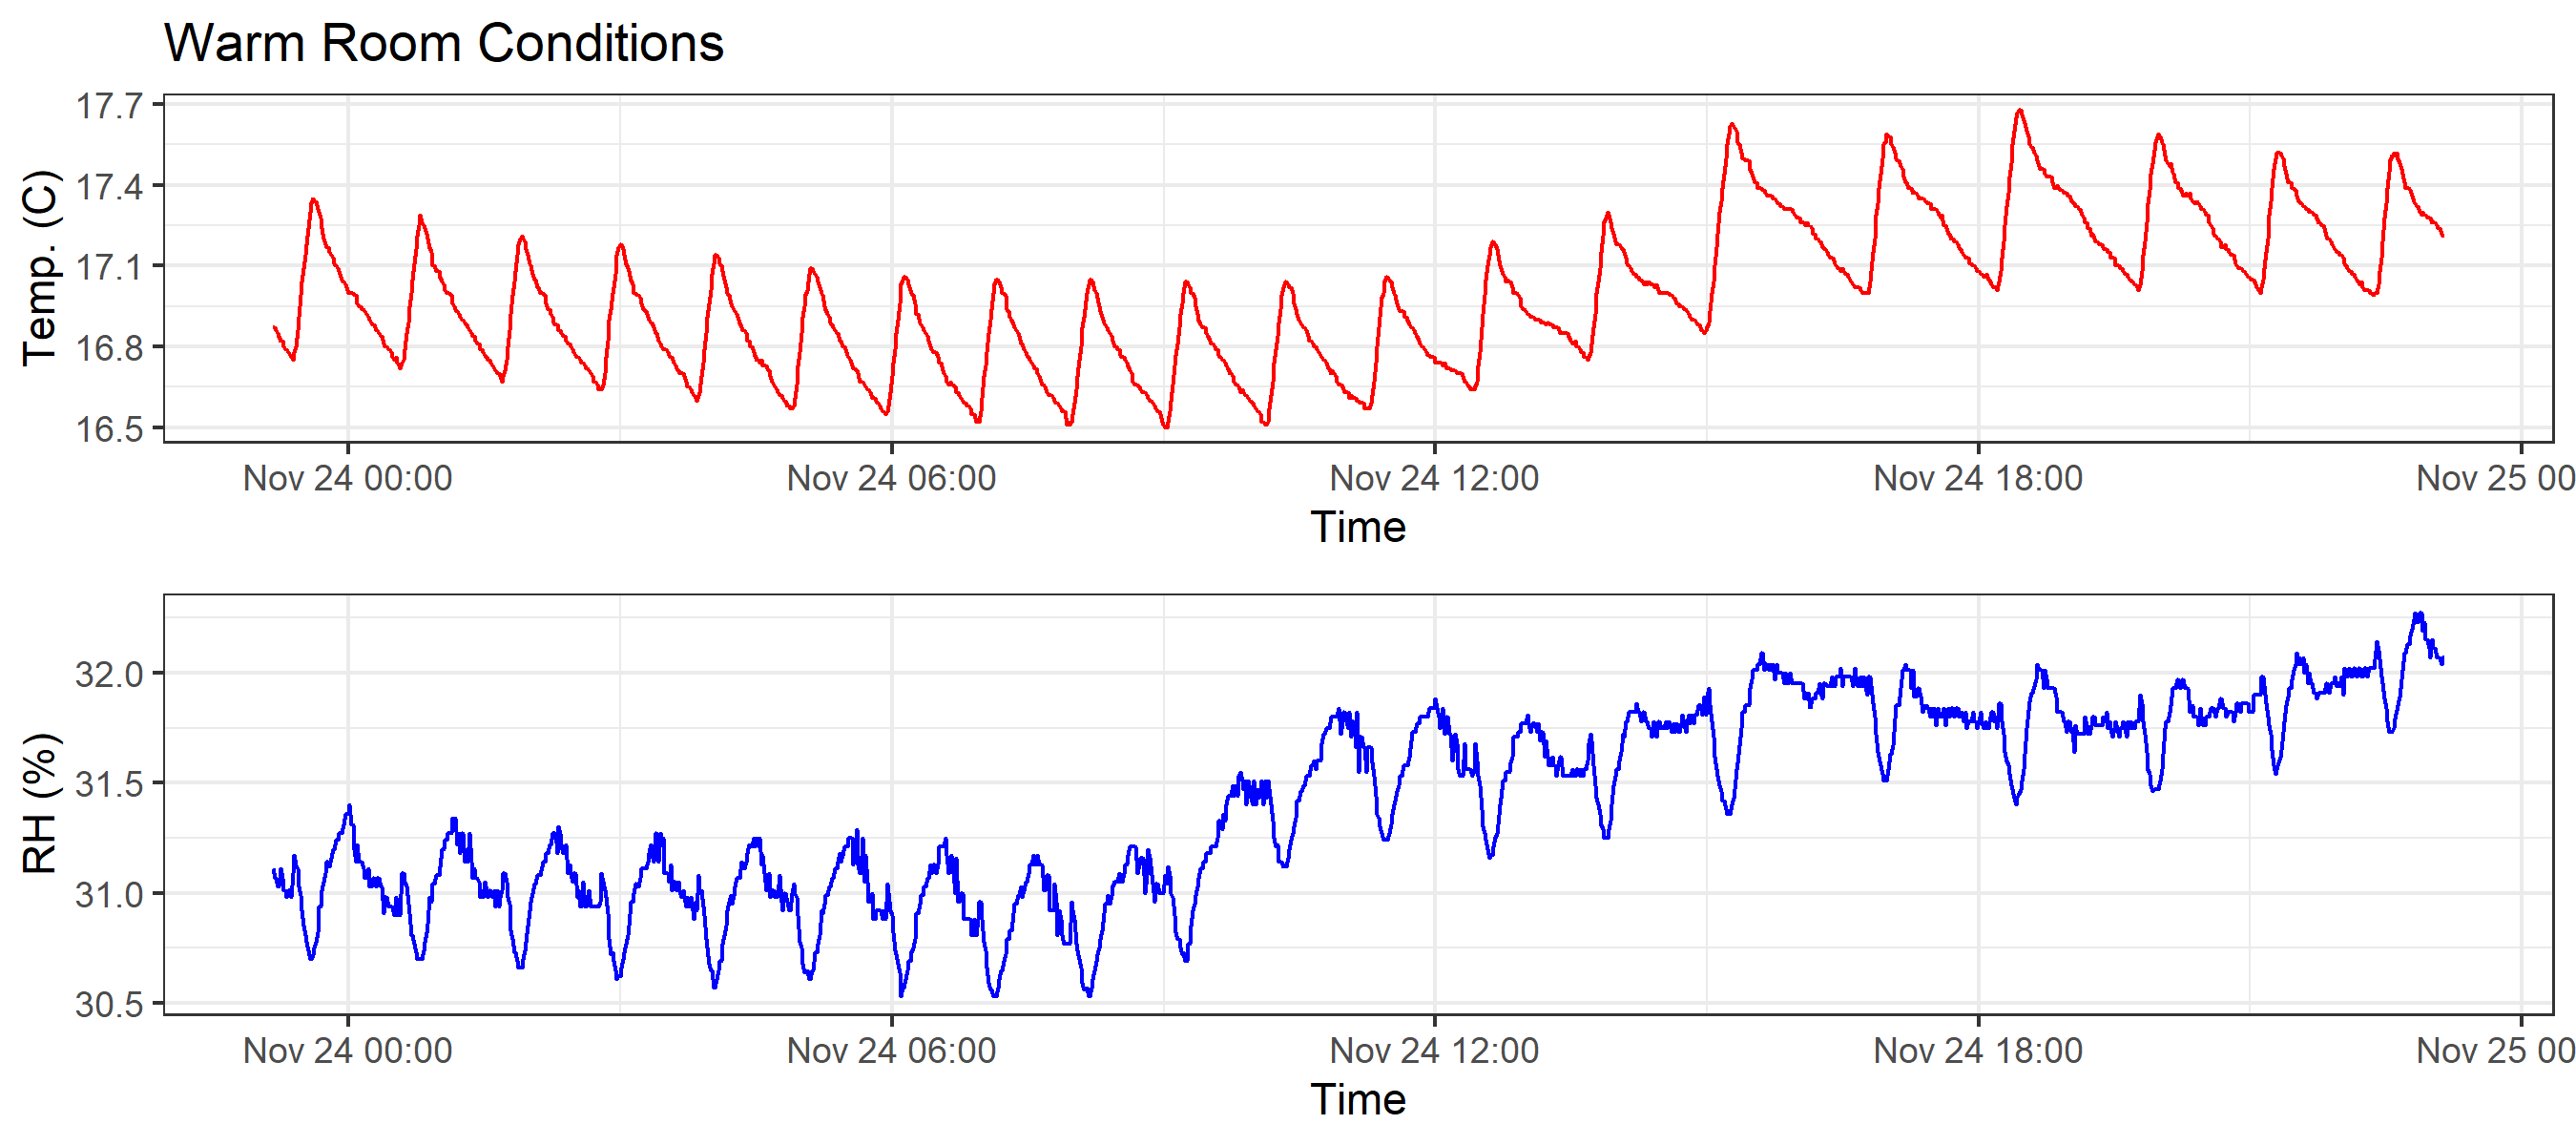 Warm Room Conditions
Temp. (C)
17.7
17.4
17.1
16.8
16.5
Nov 24 00:00 Nov 24 06:00 Nov 24 12:00 Nov 24 18:00 Nov 25 00
Time
RH (%)
32.0
31.5
31.0
30.5
Nov 24 00:00 Nov 24 06:00 Nov 24 12:00 Nov 24 18:00 Nov 25 00
Time